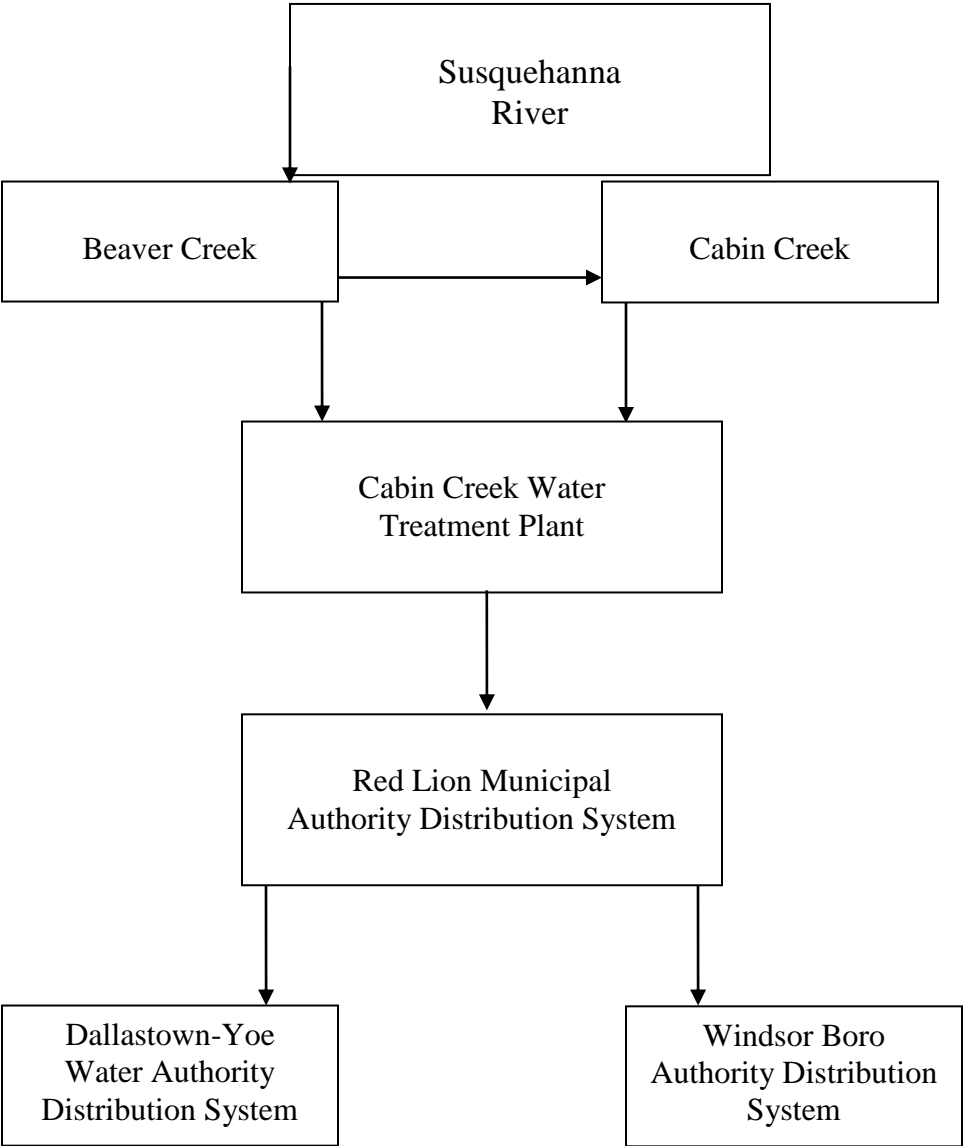 Susquehanna
River
Beaver Creek
Cabin Creek
Cabin Creek Water
Treatment Plant
Red Lion Municipal
Authority Distribution System
Dallastown-Yoe
Water Authority
Distribution System
Windsor Boro
Authority Distribution
System